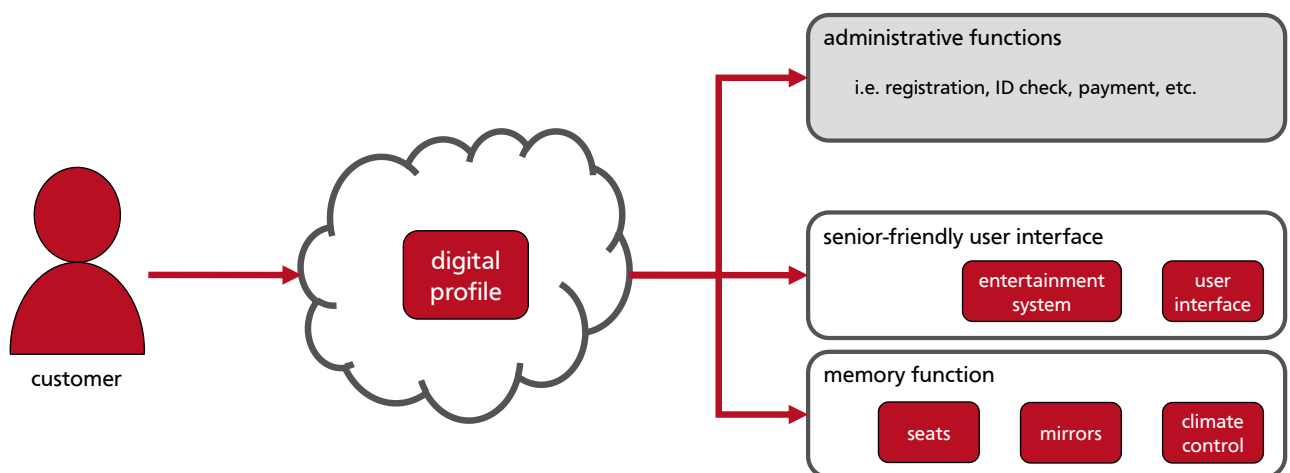 administrative functions
i.e. registration, ID check, payment, etc.
customer
digital
profile
senior-friendly user interface
entertainment
system
user
interface
memory function
seats
mirrors
climate
control